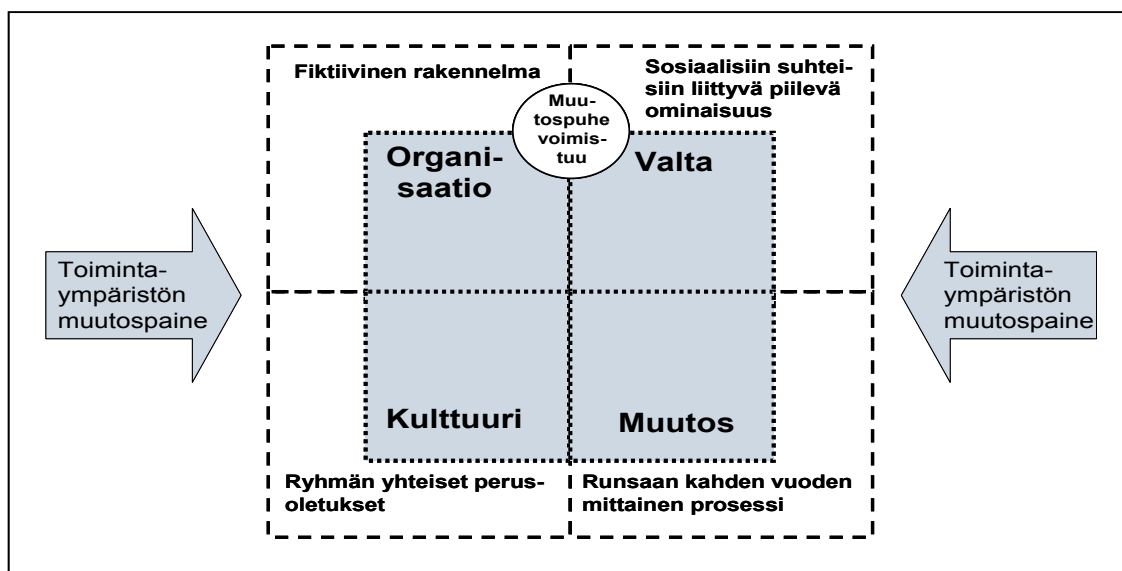 Fiktiivinen rakennelma
Sosiaalisiin suhtei-
siin liittyvä piilevä
ominaisuus
Muu-
tospuhe
voimis-
tuu
Organi-
saatio
Valta
Toiminta-
ympäristön
muutospaine
Toiminta-
ympäristön
muutospaine
Kulttuuri
Muutos
Ryhmän yhteiset perus-
oletukset
Runsaan kahden vuoden
mittainen prosessi